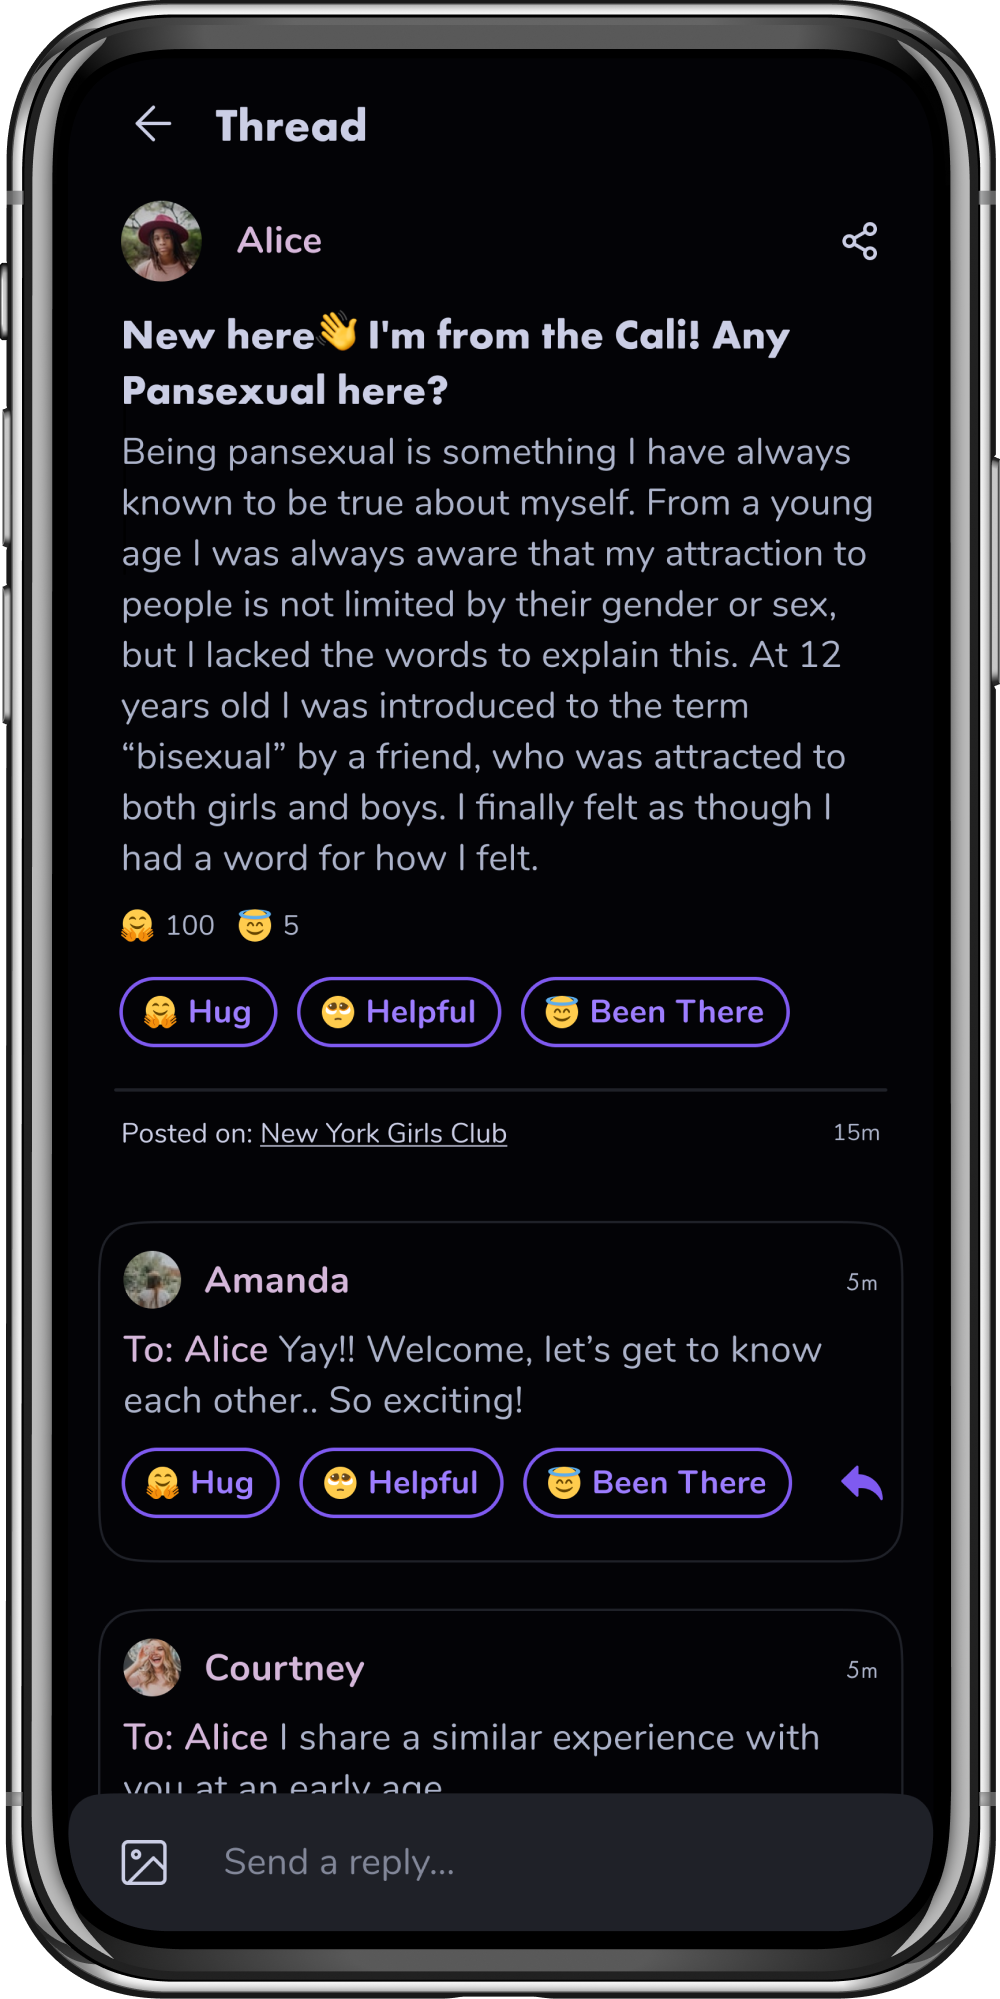 Thread
Alice
New here👋 I'm from the Cali! Any
Pansexual here?
Being pansexual is something I have always
known to be true about myself. From a young
age I was always aware that my attraction to
people is not limited by their gender or sex,
but I lacked the words to explain this. At 12
years old I was introduced to the term
“bisexual” by a friend, who was attracted to
both girls and boys. I finally felt as though I
had a word for how I felt.
🤗 100 😇 5
🤗 Hug 🥺 Helpful 😇 Been There
Posted on: New York Girls Club 15m
Amanda 5m
To: Alice Yay!! Welcome, let’s get to know
each other.. So exciting!
🤗 Hug 🥺 Helpful 😇 Been There
Courtney 5m
To: Alice I share a similar experience with
you at an early age
Send a reply...